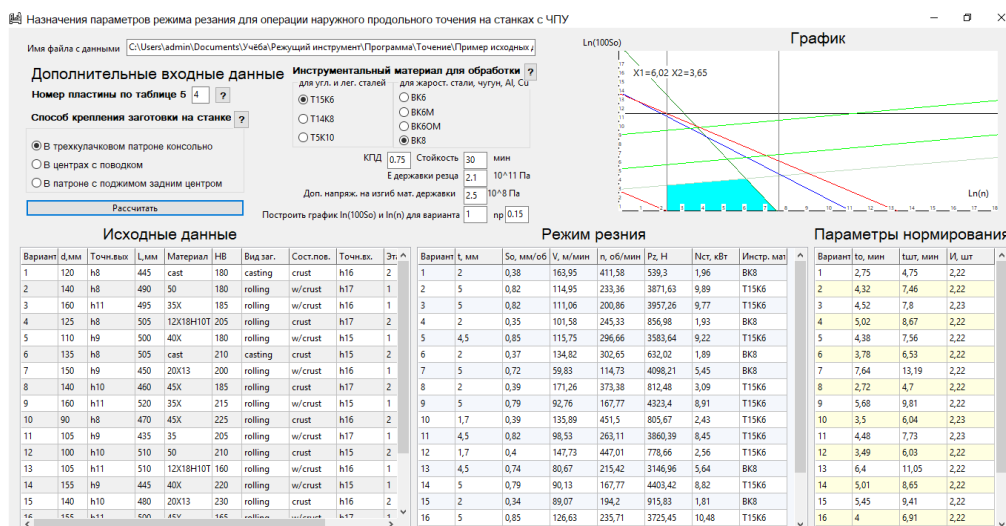 Назначения параметров режима резания для операции наружного продольного точения на станках с ЧПУ
Имя файла с данными C:\Users\admin\Documents\Учёба\Режущий инструмент\Программа\Точение\Пример исходных
Дополнительные входные данные
Номер пластины по таблице 5 4 ?
Способ крепления заготовки на станке ?
В трехкулачковом патроне консольно
В центрах с поводком
В патроне с поджимом задним центром
Рассчитать
Инструментальный материал для обработки ?
для угл. и лег. сталей
T15K6
T14K8
T5K10
для жарост. стали, чугун, Al, Cu
ВК6
ВК6М
ВК6ОМ
ВК8
КПД 0.75 Стойкость 30 мин
Е державки резца 2.1 10^11 Па
Доп. напряж. на изгиб мат. державки 2.5 10^8 Па
Построить график ln(100So) и ln(n) для варианта 1 np 0.15
График
Ln(100So)
X1=6,02 X2=3,65
Ln(n)
Исходные данные
Вариант d,мм Точн.вых L,мм Материал HB Вид заг. Сост.пов. Точн.вх. Эта
1 120 h8 445 cast 180 casting crust h16 2
2 140 h8 490 50 180 rolling w/crust h17 1
3 160 h11 495 35X 185 rolling w/crust h16 1
4 125 h8 505 12X18H10T 205 rolling crust h17 2
5 110 h9 500 40X 180 rolling w/crust h15 1
6 135 h8 505 cast 210 casting crust h15 2
7 150 h9 450 20X13 200 rolling w/crust h16 1
8 140 h10 460 45X 185 rolling crust h17 2
9 160 h11 520 35X 215 rolling w/crust h15 1
10 90 h8 470 45X 225 rolling crust h16 2
11 105 h9 435 35 205 rolling w/crust h17 1
12 100 h10 510 50 210 rolling crust h15 2
13 105 h11 510 12X18H10T 160 rolling w/crust h16 1
14 155 h9 445 40X 220 rolling w/crust h15 1
15 140 h10 480 20X13 230 rolling crust h16 2
16 155 h11 500 45X 165 rolling w/crust h17 1
Режим резния
Вариант t, мм So, мм/об V, м/мин n, об/мин Pz, Н Nст, кВт Инстр. мат
1 2 0,38 163,95 411,58 539,3 1,96 ВК8
2 5 0,82 114,95 233,36 3871,63 9,89 T15K6
3 5 0,82 111,06 200,86 3957,26 9,77 T15K6
4 2 0,35 101,58 245,33 856,98 1,93 ВК8
5 4,5 0,85 115,75 296,66 3583,64 9,22 T15K6
6 2 0,37 134,82 302,65 632,02 1,89 ВК8
7 5 0,72 59,83 114,73 4098,21 5,45 ВК8
8 2 0,39 171,26 373,38 812,48 3,09 T15K6
9 5 0,79 92,76 167,77 4323,4 8,91 T15K6
10 1,7 0,39 135,89 451,5 805,67 2,43 T15K6
11 4,5 0,82 98,53 263,11 3860,39 8,45 T15K6
12 1,7 0,4 147,73 447,01 778,66 2,56 T15K6
13 4,5 0,74 80,67 215,42 3146,96 5,64 ВК8
14 5 0,79 90,13 167,77 4403,42 8,82 T15K6
15 2 0,34 89,07 194,2 915,83 1,81 ВК8
16 5 0,85 126,63 235,71 3725,45 10,48 T15K6
Параметры нормирования
Вариант to, мин tшт, мин И, шт
1 2,75 4,75 2,22
2 4,32 7,46 2,22
3 4,52 7,8 2,23
4 5,02 8,67 2,22
5 4,38 7,56 2,22
6 3,78 6,53 2,22
7 7,64 13,19 2,22
8 2,72 4,7 2,22
9 5,68 9,81 2,22
10 3,5 6,04 2,23
11 4,48 7,73 2,23
12 3,49 6,03 2,22
13 6,4 11,05 2,22
14 5,01 8,65 2,22
15 5,45 9,41 2,22
16 4 6,91 2,22